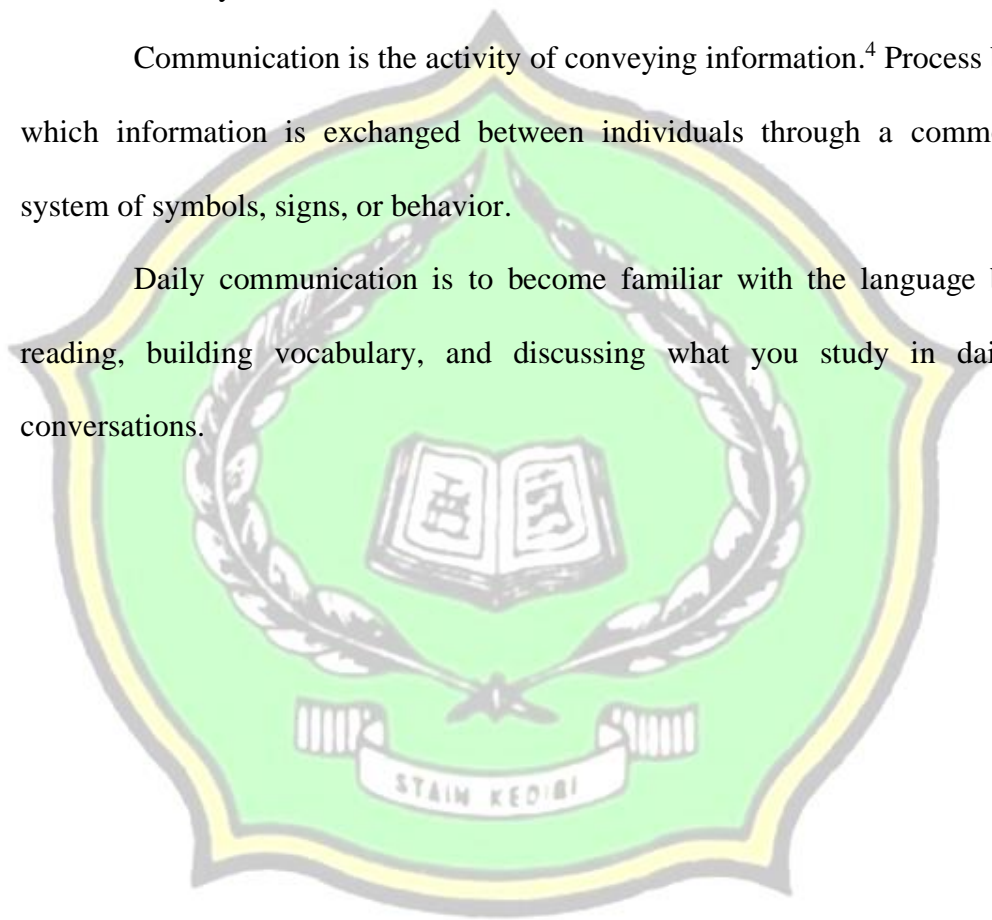 Communication is the activity of conveying information.⁴ Process
which information is exchanged between individuals through a
system of symbols, signs, or behavior.
Daily communication is to become familiar with the language
reading, building vocabulary, and discussing what you study in
conversations.
STAIN KEDIRI